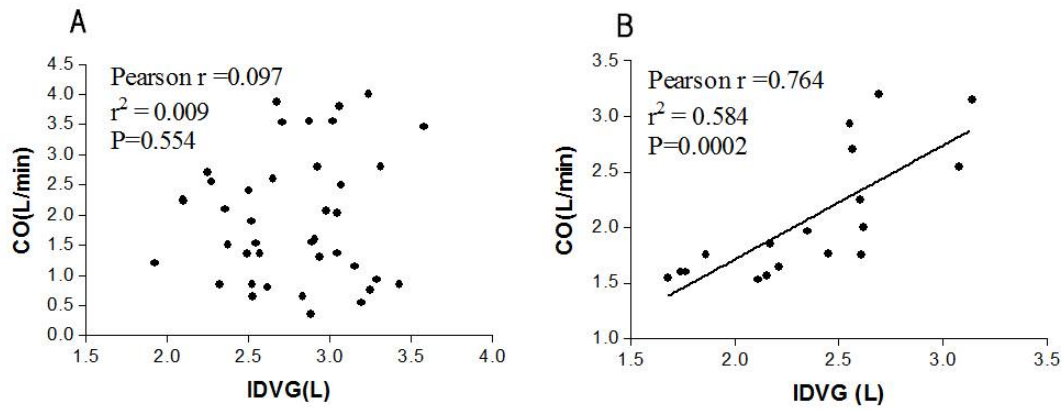 A
Pearson r =0.097
r² = 0.009
P=0.554
CO(L/min)
4.5
4.0
3.5
3.0
2.5
2.0
1.5
1.0
0.5
0.0
1.5 2.0 2.5 3.0 3.5 4.0
IDVG(L)
B
Pearson r =0.764
r² = 0.584
P=0.0002
CO(L/min)
3.5
3.0
2.5
2.0
1.5
1.0
1.5 2.0 2.5 3.0 3.5
IDVG (L)